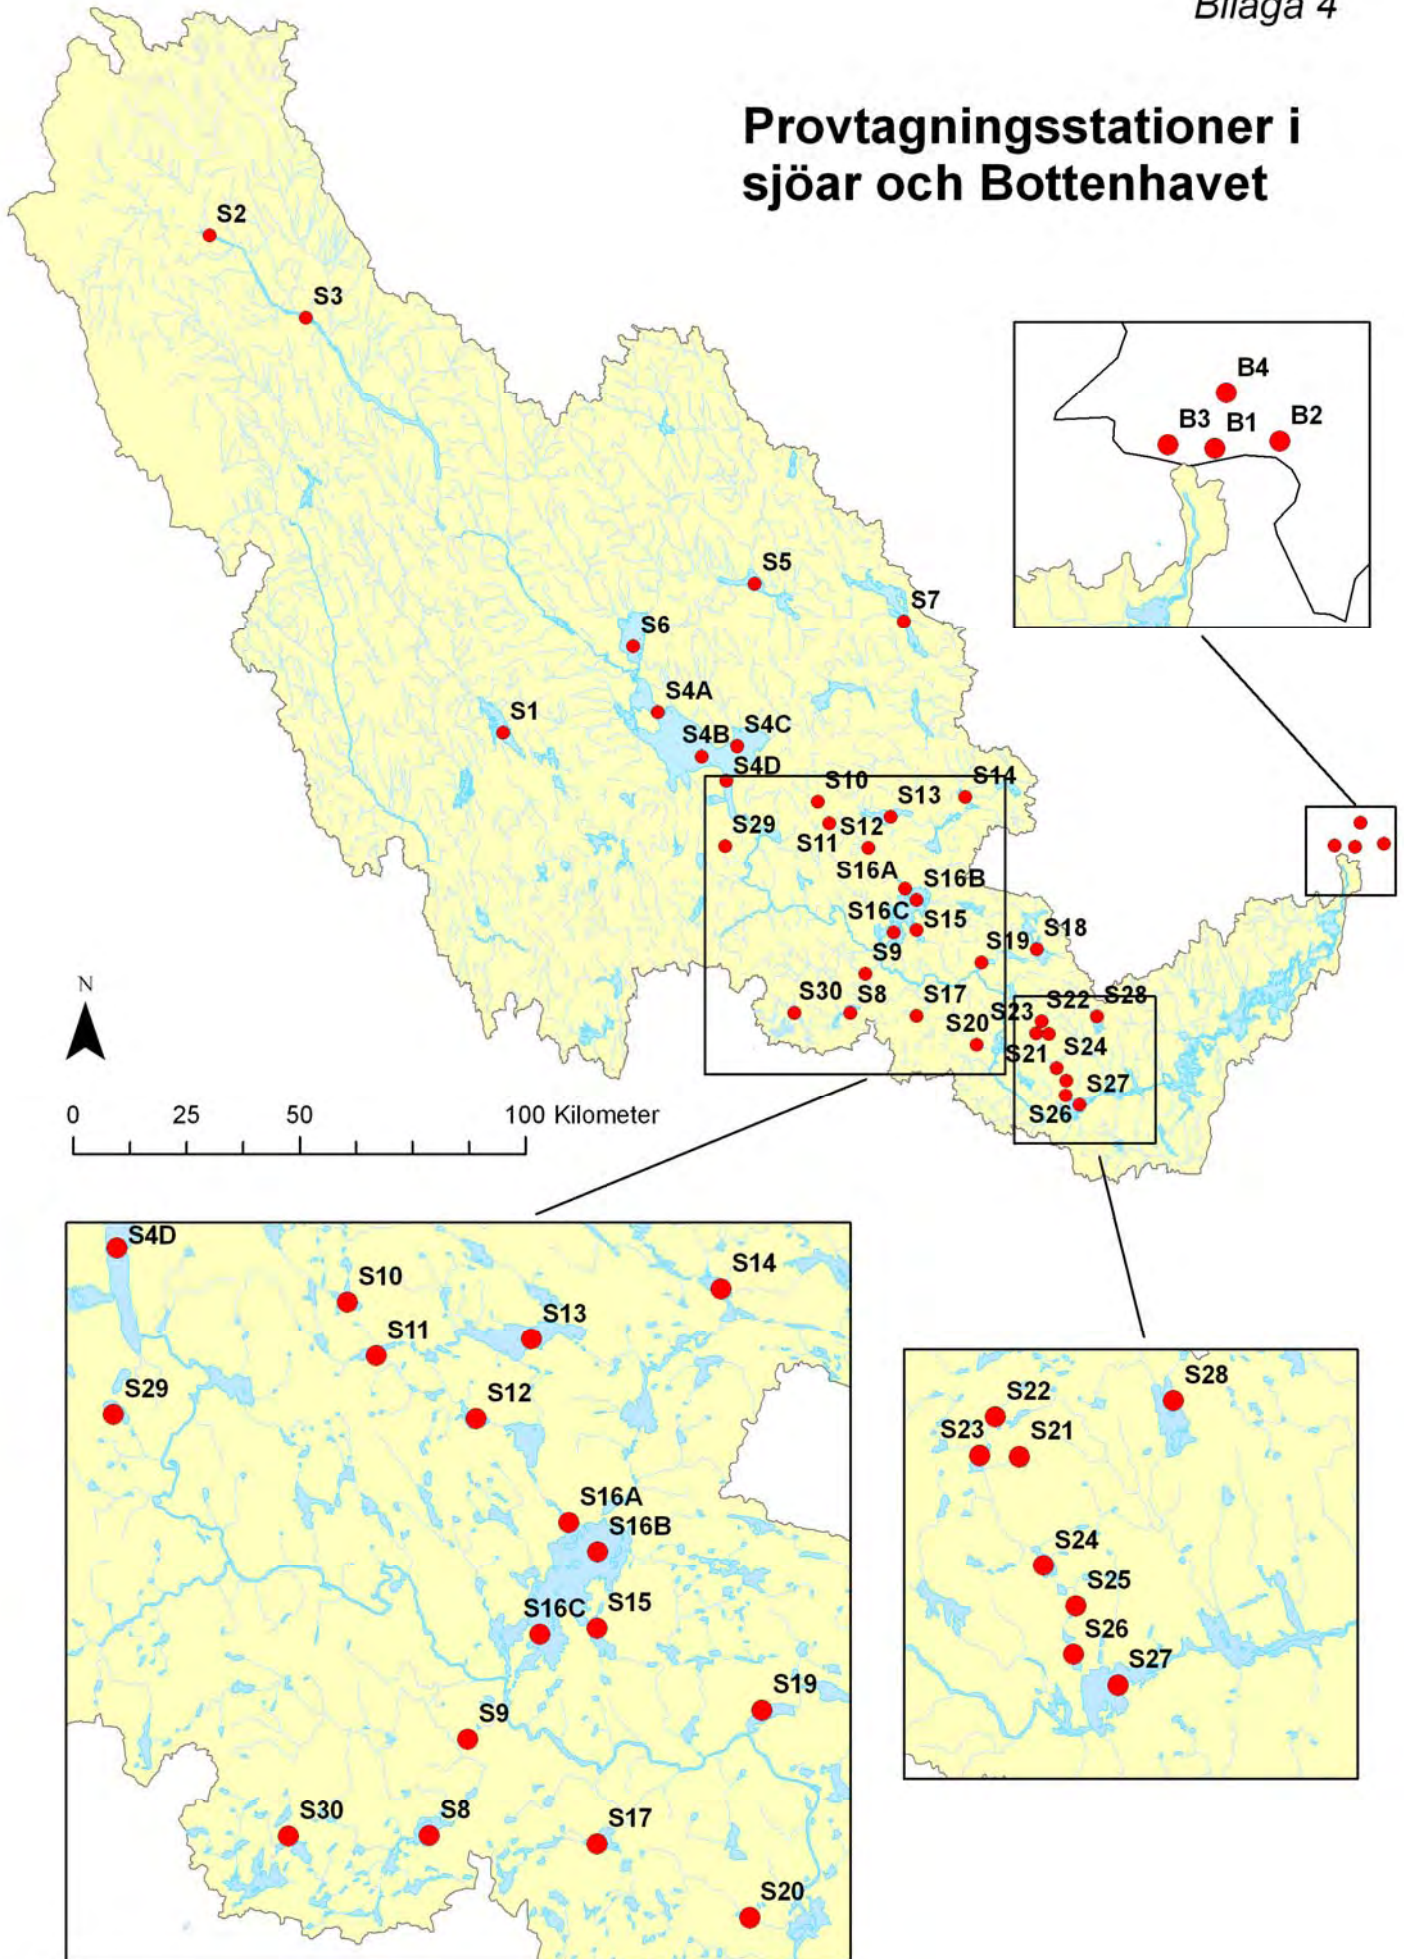 Bilaga 4
Provtagningsstationer i
sjöar och Bottenhavet
S2
S3
B4
B3
B1
B2
S5
S7
S6
S4A
S1
S4B
S4C
S4D
S10
S13
S14
S29
S11
S12
S16A
S16B
S16C
S15
S9
S19
S18
S30
S8
S17
S20
S23
S22
S28
S21
S24
S27
S26
N
0 25 50 100 Kilometer
S4D
S10
S14
S11
S13
S29
S12
S16A
S16B
S16C
S15
S19
S9
S30
S8
S17
S20
S22
S28
S23
S21
S24
S25
S26
S27